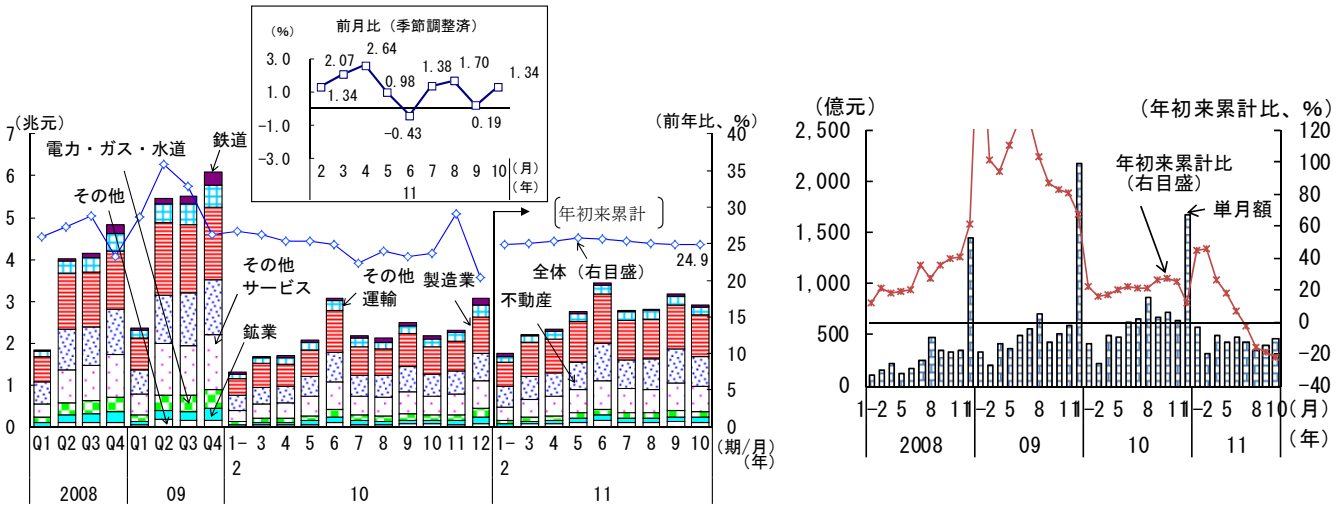 前月比（季節調整済）
(%)
3.0
1.0
-1.0
-3.0
1.34
2.07
2.64
0.98
-0.43
1.38
1.70
0.19
1.34
2 3 4 5 6 7 8 9 10 (月)
11 (年)
(兆元)
(前年比、%)
7
6
5
4
3
2
1
0
40
35
30
25
20
15
10
5
0
電力・ガス・水道
鉄道
その他
その他
サービス
鉱業
その他
運輸
製造業
不動産
年初来累計
全体（右目盛）
24.9
Q1 Q2 Q3 Q4 Q1 Q2 Q3 Q4 1-2 3 4 5 6 7 8 9 10 11 12 1-2 3 4 5 6 7 8 9 10 (期/月)
(年)
2008 09 10 11
(億元)
(年初来累計比、%)
2,500
2,000
1,500
1,000
500
0
120
100
80
60
40
20
0
-20
-40
年初来累計比
(右目盛)
単月額
1-2 5 8 11 1-2 5 8 11 1-2 5 8 11 1-2 5 8 10 (月)
2008 09 10 11 (年)